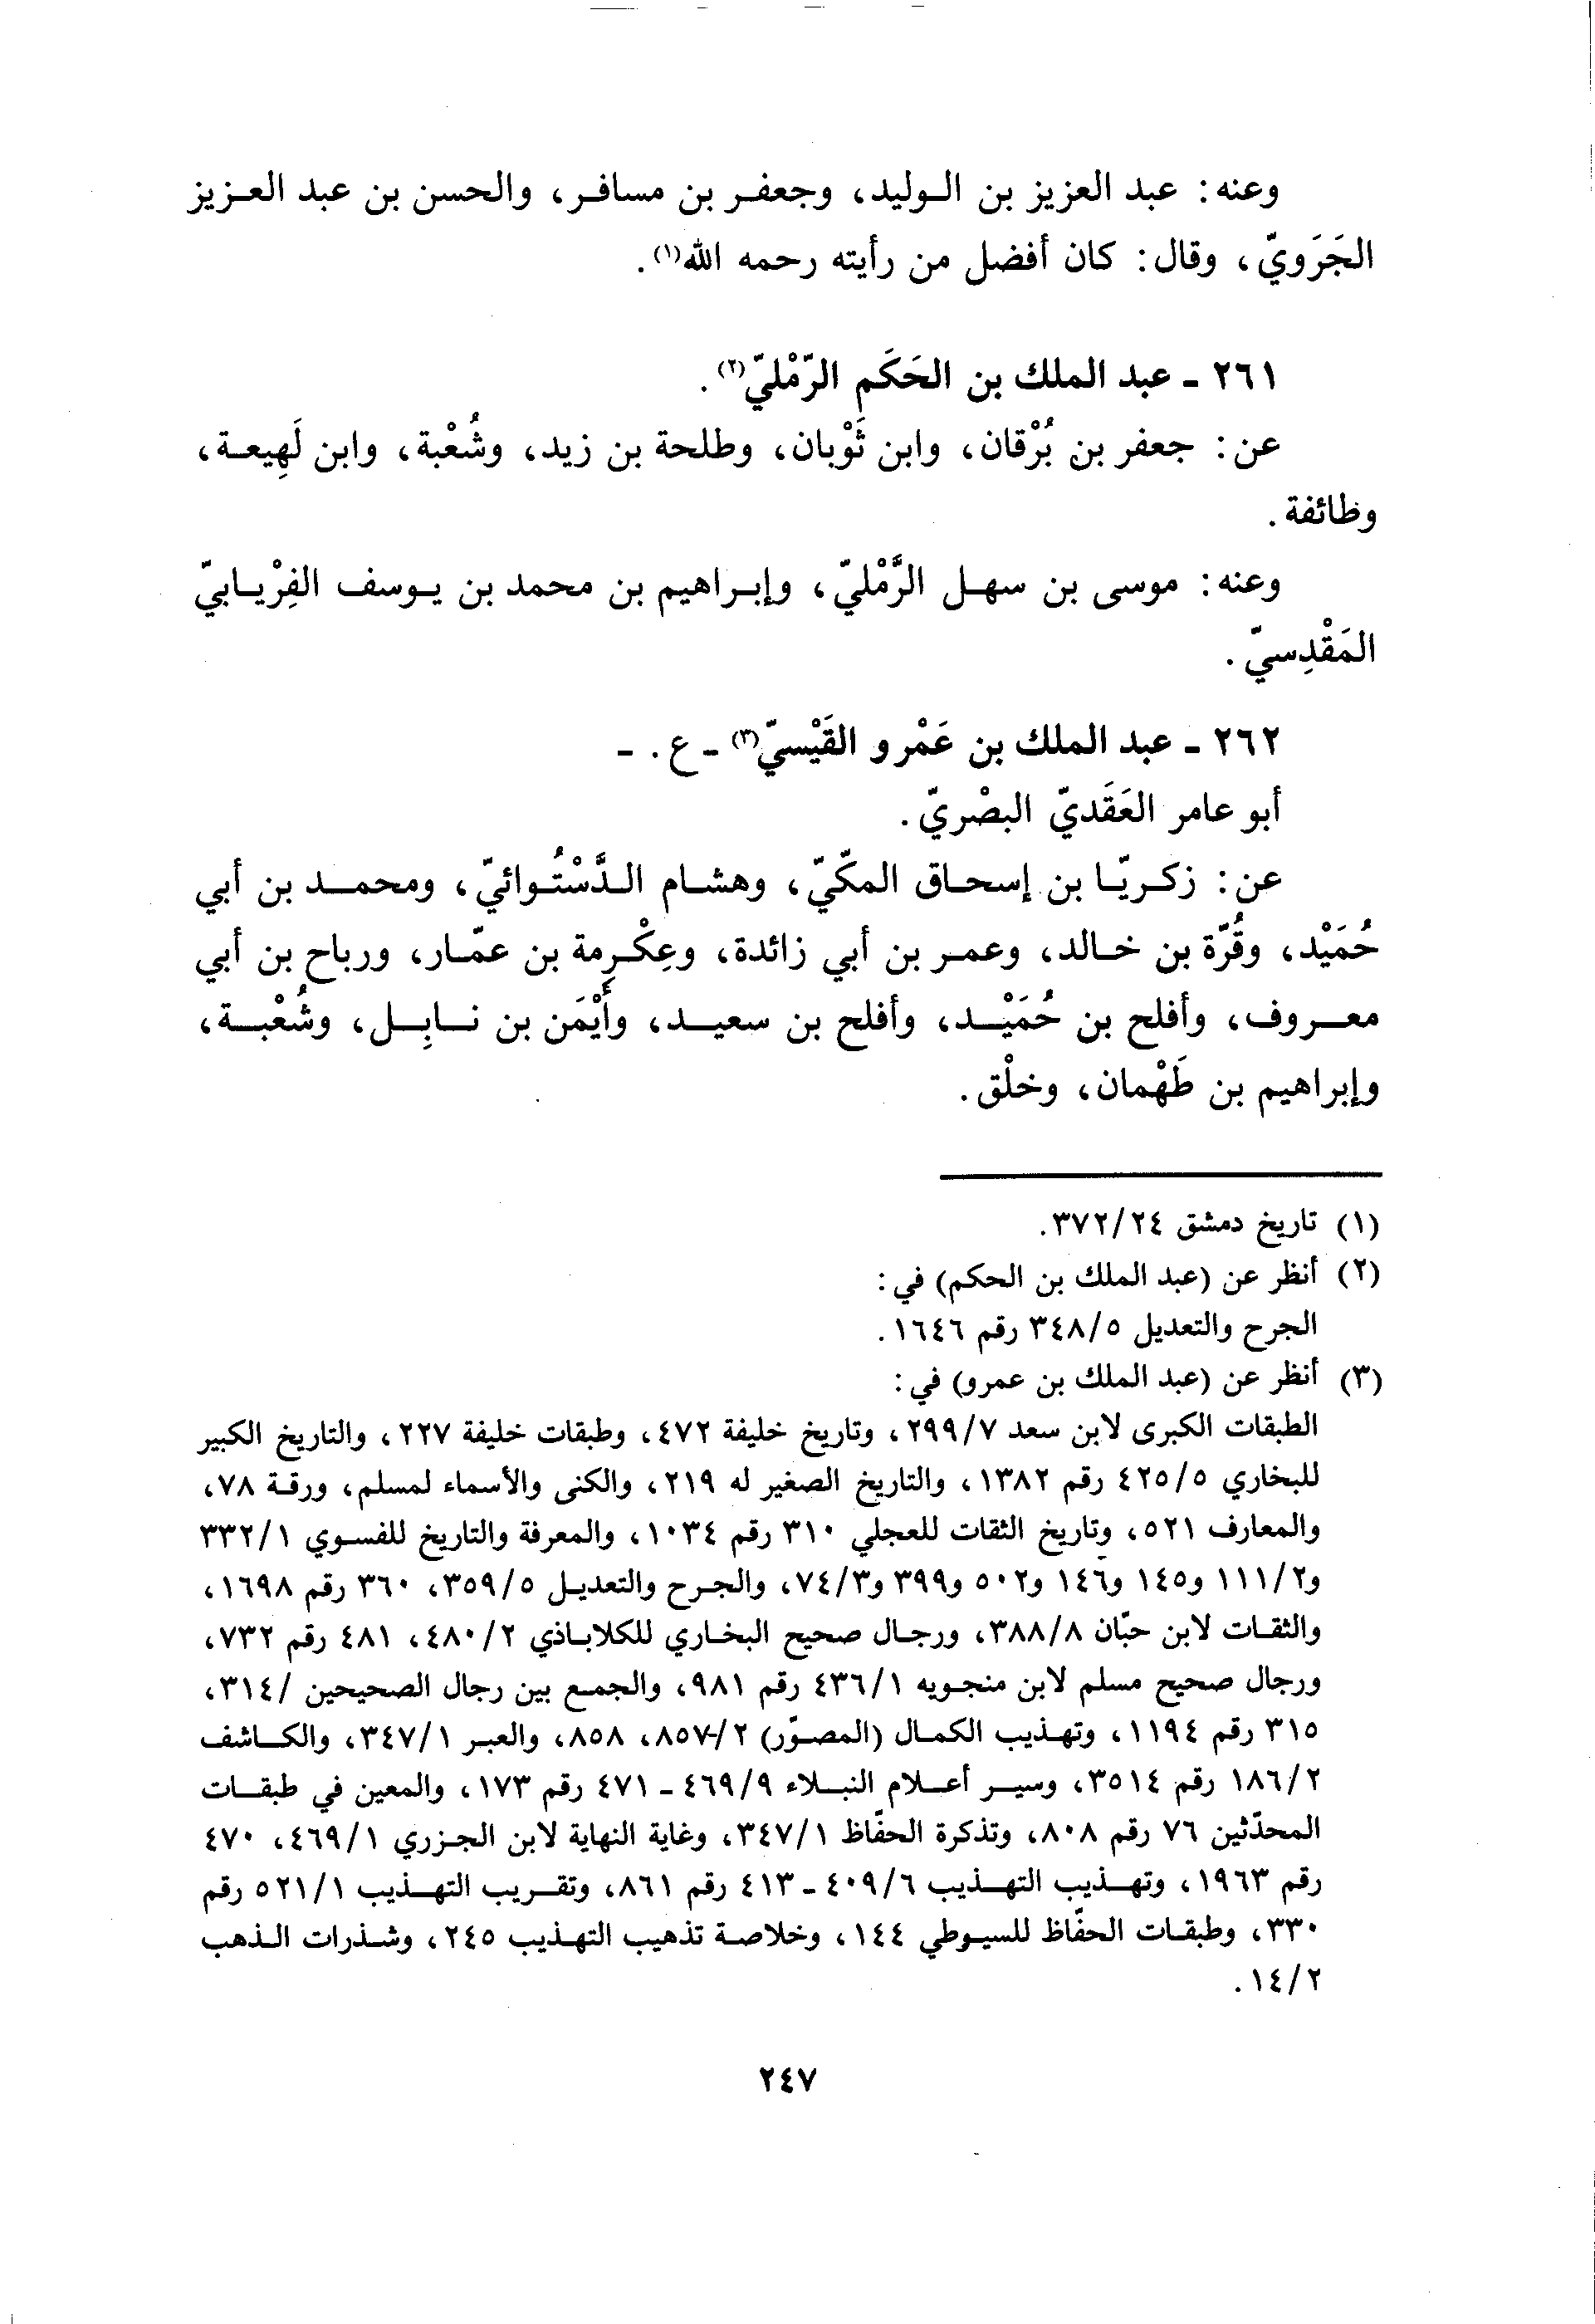 وعنه: عبد العزيز بن الوليد، وجعفر بن مسافر، والحسن بن عبد العزيز
الجَرَويّ، وقال: كان أفضل من رأيته رحمه الله(١).
٢٦١ - عبد الملك بن الحَكَم الرّمْليّ(٢).
عن: جعفر بن بُرْقان، وابن ثَوْبان، وطلحة بن زيد، وشُعْبة، وابن لَهِيعة،
وظائفة.
وعنه: موسى بن سهل الرَّمْليّ، وإبراهيم بن محمد بن يوسف الفِرْيابيّ
المَقْدِسيّ.
٢٦٢ - عبد الملك بن عَمْرو القَيْسيّ(٣) - ع. -
أبو عامر العَقَديّ البصْريّ.
عن: زكريّا بن إسحاق المكّيّ، وهشام الدَّسْتُوائيّ، ومحمد بن أبي
حُمَيْد، وقُرّة بن خالد، وعمر بن أبي زائدة، وعِكْرِمة بن عمّار، ورباح بن أبي
معروف، وأفلح بن حُمَيْد، وأفلح بن سعيد، وأَيْمَن بن نابِل، وشُعْبة،
وإبراهيم بن طَهْمان، وخلْق.
(١) تاريخ دمشق ٣٧٢/٢٤.
(٢) أنظر عن (عبد الملك بن الحكم) في:
الجرح والتعديل ٣٤٨/٥ رقم ١٦٤٦.
(٣) أنظر عن (عبد الملك بن عمرو) في:
الطبقات الكبرى لابن سعد ٢٩٩/٧، وتاريخ خليفة ٤٧٢، وطبقات خليفة ٢٢٧، والتاريخ الكبير
للبخاري ٤٢٥/٥ رقم ١٣٨٢، والتاريخ الصغير له ٢١٩، والكنى والأسماء لمسلم، ورقة ٧٨،
والمعارف ٥٢١، وتاريخ الثقات للعجلي ٣١٠ رقم ١٠٣٤، والمعرفة والتاريخ للفسوي ٣٣٢/١
و١١١/٢ و١٤٥ و١٤٦ و٥٠٢ و٣٩٩ و٧٤/٣، والجرح والتعديل ٣٥٩/٥، ٣٦٠ رقم ١٦٩٨،
والثقات لابن حبّان ٣٨٨/٨، ورجال صحيح البخاري للكلاباذي ٤٨٠/٢، ٤٨١ رقم ٧٣٢،
ورجال صحيح مسلم لابن منجويه ٤٣٦/١ رقم ٩٨١، والجمع بين رجال الصحيحين /٣١٤،
٣١٥ رقم ١١٩٤، وتهذيب الكمال (المصوّر) ٨٥٧/٢، ٨٥٨، والعبر ٣٤٧/١، والكاشف
١٨٦/٢ رقم ٣٥١٤، وسير أعلام النبلاء ٤٦٩/٩ - ٤٧١ رقم ١٧٣، والمعين في طبقات
المحدّثين ٧٦ رقم ٨٠٨، وتذكرة الحفّاظ ٣٤٧/١، وغاية النهاية لابن الجزري ٤٦٩/١، ٤٧٠
رقم ١٩٦٣، وتهذيب التهذيب ٤٠٩/٦ - ٤١٣ رقم ٨٦١، وتقريب التهذيب ٥٢١/١ رقم
٣٣٠، وطبقات الحفّاظ للسيوطي ١٤٤، وخلاصة تذهيب التهذيب ٢٤٥، وشذرات الذهب
١٤/٢.
٢٤٧